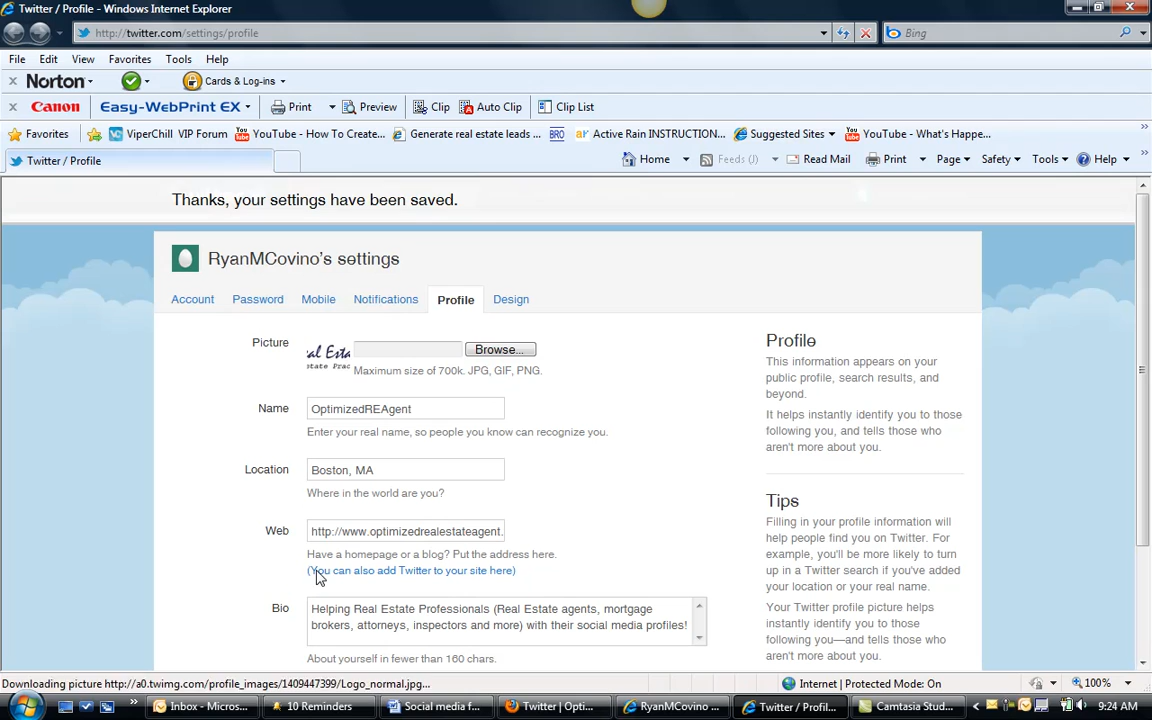 Twitter / Profile - Windows Internet Explorer
http://twitter.com/settings/profile
Bing
File Edit View Favorites Tools Help
x Norton Cards & Log-ins
x Canon Easy-WebPrint EX Print Preview Clip Auto Clip Clip List
Favorites ViperChill VIP Forum YouTube - How To Create... Generate real estate leads ... BRO ar Active Rain INSTRUCTION... Suggested Sites YouTube - What's Happe...
Twitter / Profile Home Feeds (J) Read Mail Print Page Safety Tools Help
Thanks, your settings have been saved.
RyanMCovino's settings
Account Password Mobile Notifications Profile Design
Picture
Browse...
Maximum size of 700k. JPG, GIF, PNG.
Name OptimizedREAgent
Enter your real name, so people you know can recognize you.
Location Boston, MA
Where in the world are you?
Web http://www.optimizedrealestateagent.
Have a homepage or a blog? Put the address here.
(You can also add Twitter to your site here)
Bio Helping Real Estate Professionals (Real Estate agents, mortgage
brokers, attorneys, inspectors and more) with their social media profiles!
About yourself in fewer than 160 chars.
Profile
This information appears on your
public profile, search results, and
beyond.
It helps instantly identify you to those
following you, and tells those who
aren't more about you.
Tips
Filling in your profile information will
help people find you on Twitter. For
example, you'll be more likely to turn
up in a Twitter search if you've added
your location or your real name.
Your Twitter profile picture helps
instantly identify you to those
following you—and tells those who
aren't more about you.
Downloading picture http://a0.twimg.com/profile_images/1409447399/Logo_normal.jpg...
Internet | Protected Mode: On 100%
Inbox - Micros... 10 Reminders Social media f... Twitter | Opti... RyanMCovino ... Twitter / Profil... Camtasia Stud... 9:24 AM